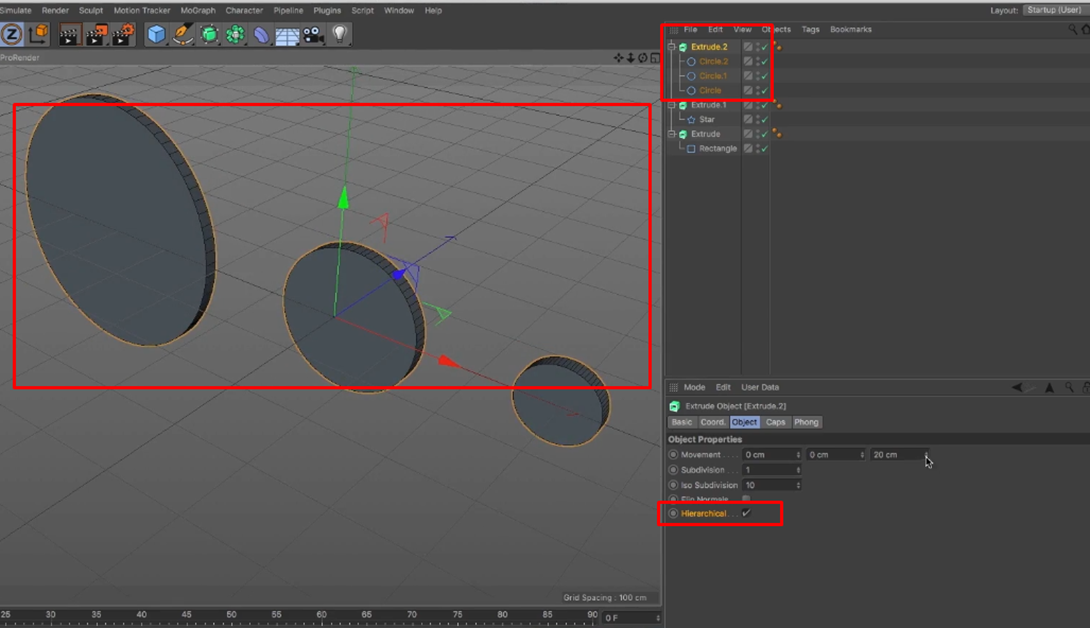 Simulate Render Sculpt Motion Tracker MoGraph Character Pipeline Plugins Script Window Help Layout: Startup (User)
ProRender
File Edit View Objects Tags Bookmarks
Extrude.2
Circle.2
Circle.1
Circle
Extrude.1
Star
Extrude
Rectangle
Mode Edit User Data
Extrude Object [Extrude.2]
Basic Coord. Object Caps Phong
Object Properties
Movement . . . . 0 cm 0 cm 20 cm
Subdivision . . . 1
Iso Subdivision 10
Flip Normals
Hierarchical . . .
Grid Spacing : 100 cm
25 30 35 40 45 50 55 60 65 70 75 80 85 90 0 F